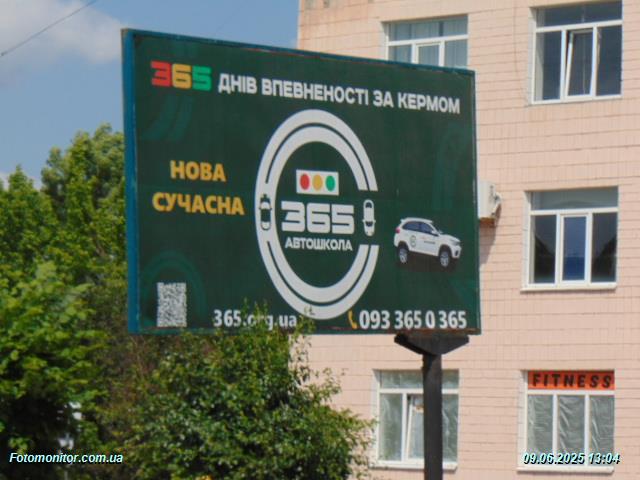 365 ДНІВ ВПЕВНЕНОСТІ ЗА КЕРМОМ
НОВА
СУЧАСНА
365
АВТОШКОЛА
365.org.ua
093 365 0 365
FITNESS
Fotomonitor.com.ua
09.06.2025 13:04